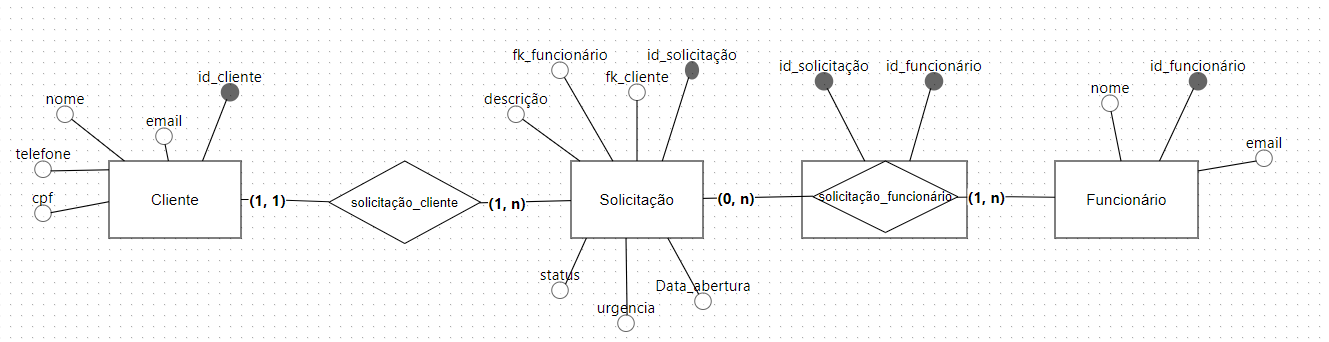 fk_funcionário
id_solicitação
fk_cliente
id_solicitação
id_funcionário
id_funcionário
id_cliente
nome
descrição
nome
email
email
telefone
cpf
Cliente
(1, 1)
solicitação_cliente
(1, n)
Solicitação
(0, n)
solicitação_funcionário
(1, n)
Funcionário
status
urgencia
Data_abertura